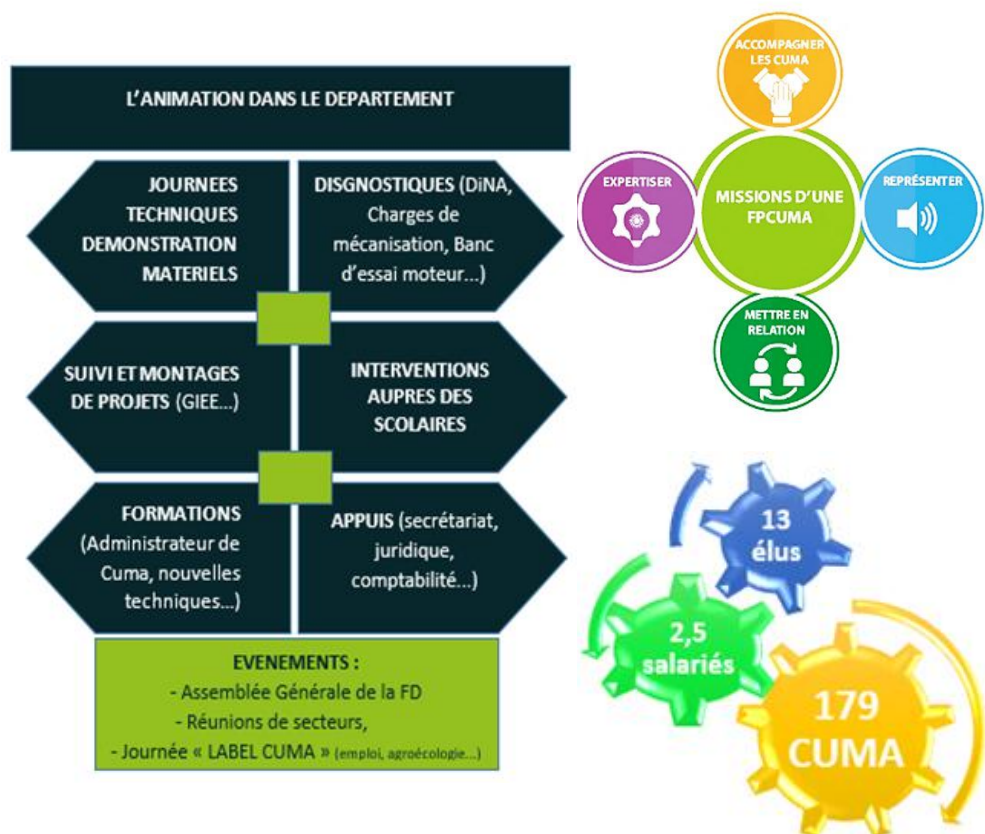 L'ANIMATION DANS LE DEPARTEMENT
JOURNEES
TECHNIQUES
DEMONSTRATION
MATERIELS
DISGNOSTIQUES (DiNA,
Charges de
mécanisation, Banc
d'essai moteur...)
SUIVI ET MONTAGES
DE PROJETS (GIEE...)
INTERVENTIONS
AUPRES DES
SCOLAIRES
FORMATIONS
(Administrateur de
Cuma, nouvelles
techniques...)
APPUIS (secrétariat,
juridique,
comptabilité...)
EVENEMENTS :
- Assemblée Générale de la FD
- Réunions de secteurs,
- Journée « LABEL CUMA » (emploi, agroécologie...)
ACCOMPAGNER
LES CUMA
EXPERTISER
MISSIONS D'UNE
FPCUMA
REPRÉSENTER
METTRE EN
RELATION
13
élus
2,5
salariés
179
CUMA